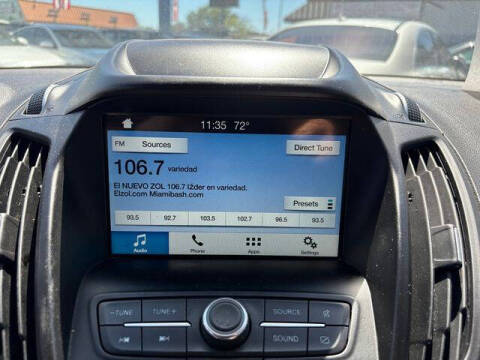 11:35 72°
FM Sources Direct Tune
106.7 variedad
El NUEVO ZOL 106.7 lžder en variedad.
Elzol.com Miamibash.com
Presets
93.5 92.7 103.5 102.7 96.5 93.5
Audio Phone Apps Settings
–TUNE TUNE+ SOURCE
SOUND